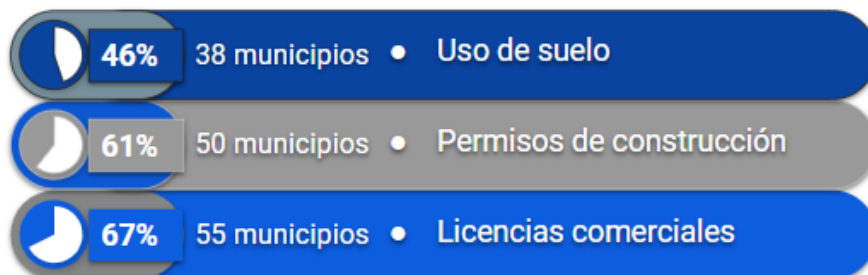 46% 38 municipios • Uso de suelo
61% 50 municipios • Permisos de construcción
67% 55 municipios • Licencias comerciales